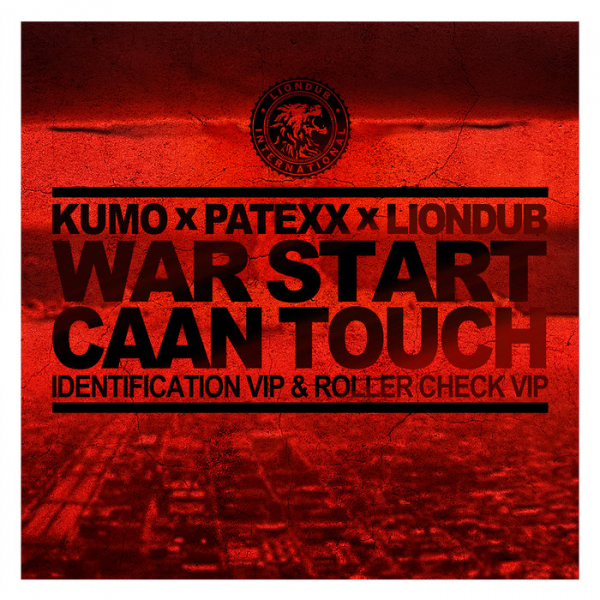 LIONDUB
INTERNATIONAL
KUMO x PATEXX x LIONDUB
WAR START
CAAN TOUCH
IDENTIFICATION VIP & ROLLER CHECK VIP